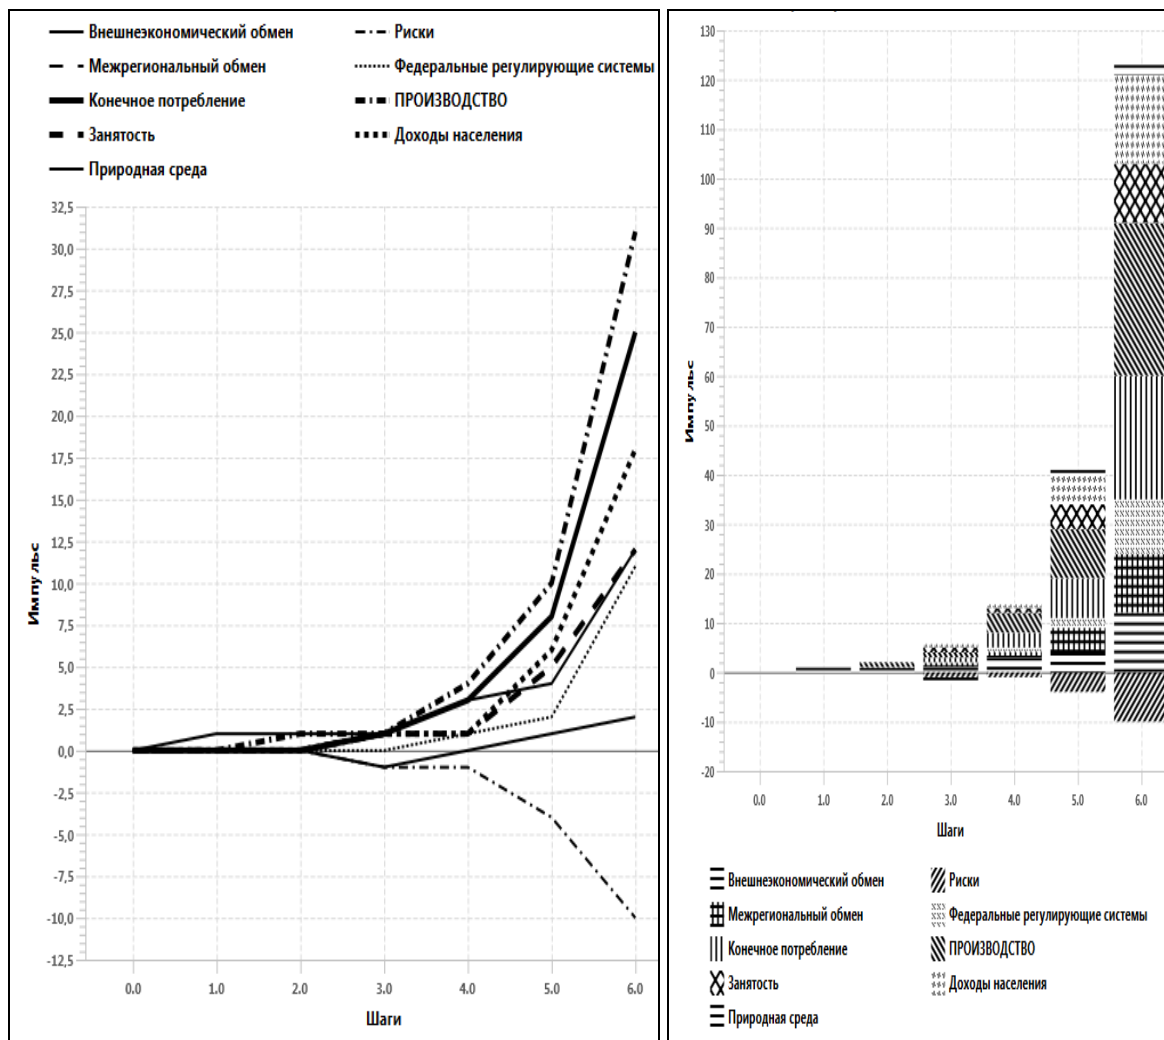 Внешнеэкономический обмен
Риски
Межрегиональный обмен
Федеральные регулирующие системы
Конечное потребление
ПРОИЗВОДСТВО
Занятость
Доходы населения
Природная среда
32,5
30,0
27,5
25,0
22,5
20,0
17,5
15,0
12,5
10,0
7,5
5,0
2,5
0,0
-2,5
-5,0
-7,5
-10,0
-12,5
Импульс
0.0 1.0 2.0 3.0 4.0 5.0 6.0
Шаги
130
120
110
100
90
80
70
60
50
40
30
20
10
0
-10
-20
Импульс
0.0 1.0 2.0 3.0 4.0 5.0 6.0
Шаги
Внешнеэкономический обмен
Риски
Межрегиональный обмен
Федеральные регулирующие системы
Конечное потребление
ПРОИЗВОДСТВО
Занятость
Доходы населения
Природная среда